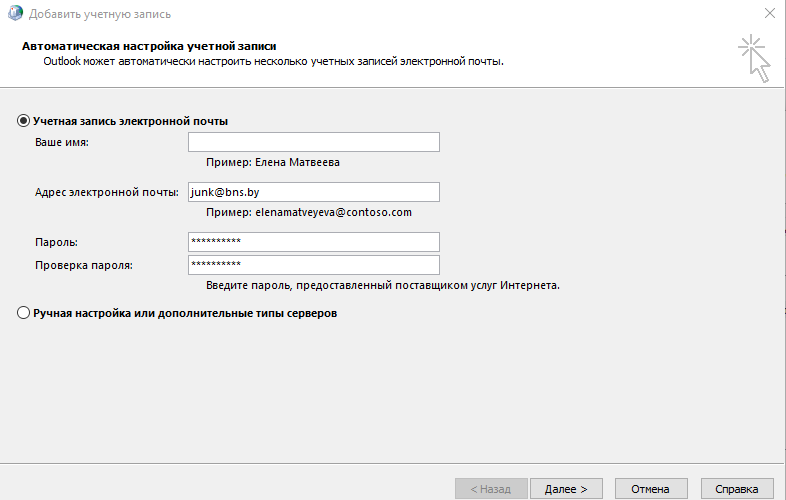 Добавить учетную запись
Автоматическая настройка учетной записи
Outlook может автоматически настроить несколько учетных записей электронной почты.
Учетная запись электронной почты
Ваше имя:
Пример: Елена Матвеева
Адрес электронной почты: junk@bns.by
Пример: elenamatveyeva@contoso.com
Пароль: **********
Проверка пароля: **********
Введите пароль, предоставленный поставщиком услуг Интернета.
Ручная настройка или дополнительные типы серверов
< Назад Далее > Отмена Справка